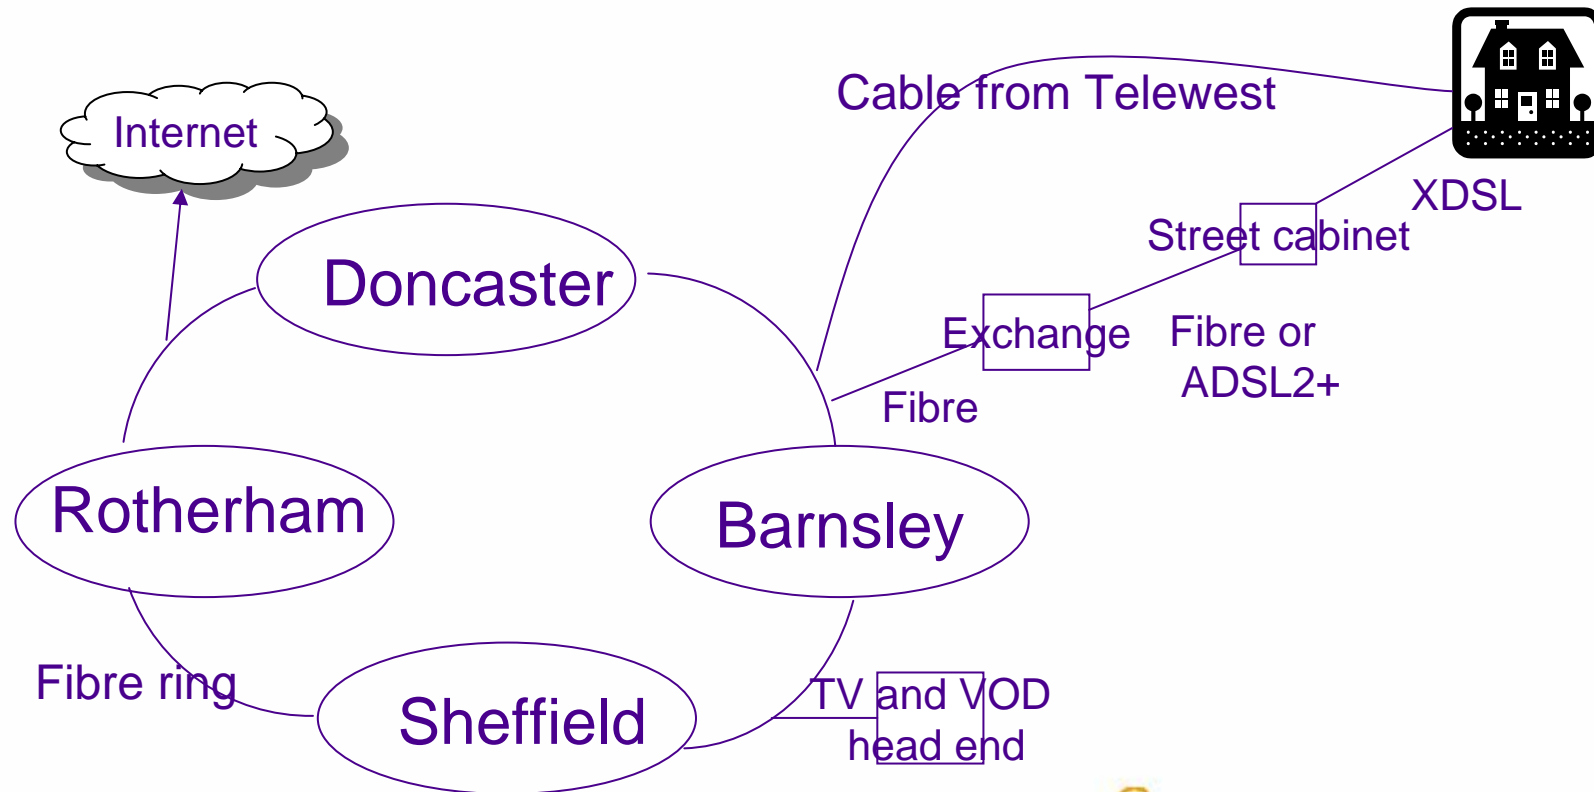 Cable from Telewest
Internet
XDSL
Street cabinet
Doncaster
Exchange
Fibre or
ADSL2+
Fibre
Rotherham
Barnsley
Fibre ring
Sheffield
TV and VOD
head end